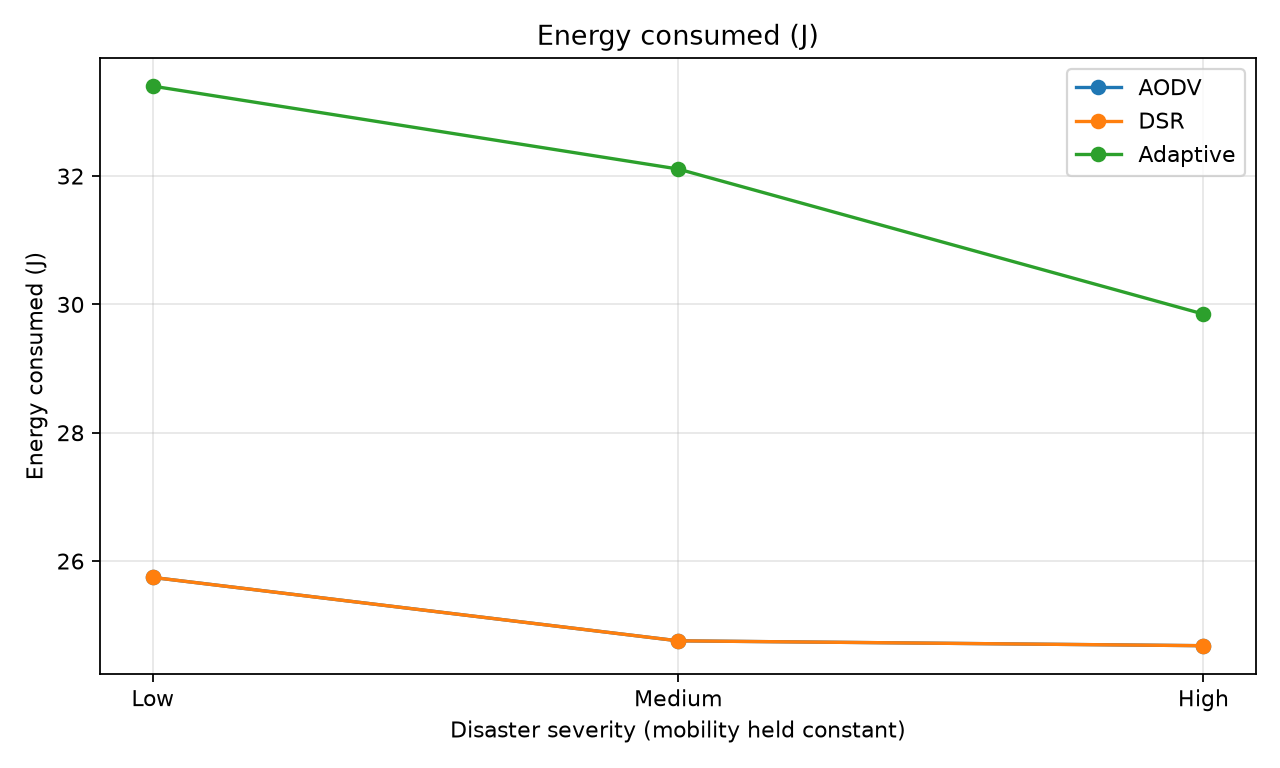 Energy consumed (J)
AODV
DSR
Adaptive
Energy consumed (J)
32
30
28
26
Low
Medium
High
Disaster severity (mobility held constant)